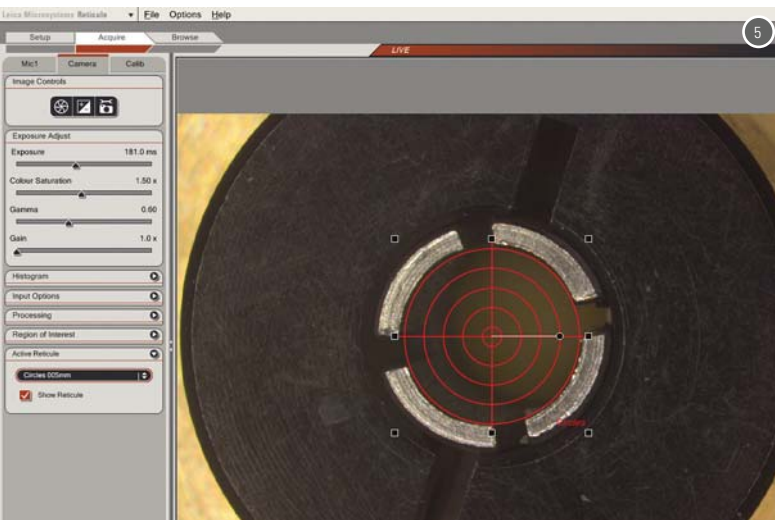 Leica Microsystems Reticule File Options Help
5
Setup Acquire Browse
LIVE
Mic1 Camera Calib
Image Controls
Exposure Adjust
Exposure 181.0 ms
Colour Saturation 1.50 x
Gamma 0.60
Gain 1.0 x
Histogram
Input Options
Processing
Region of Interest
Active Reticule
Circles 005mm
Show Reticule